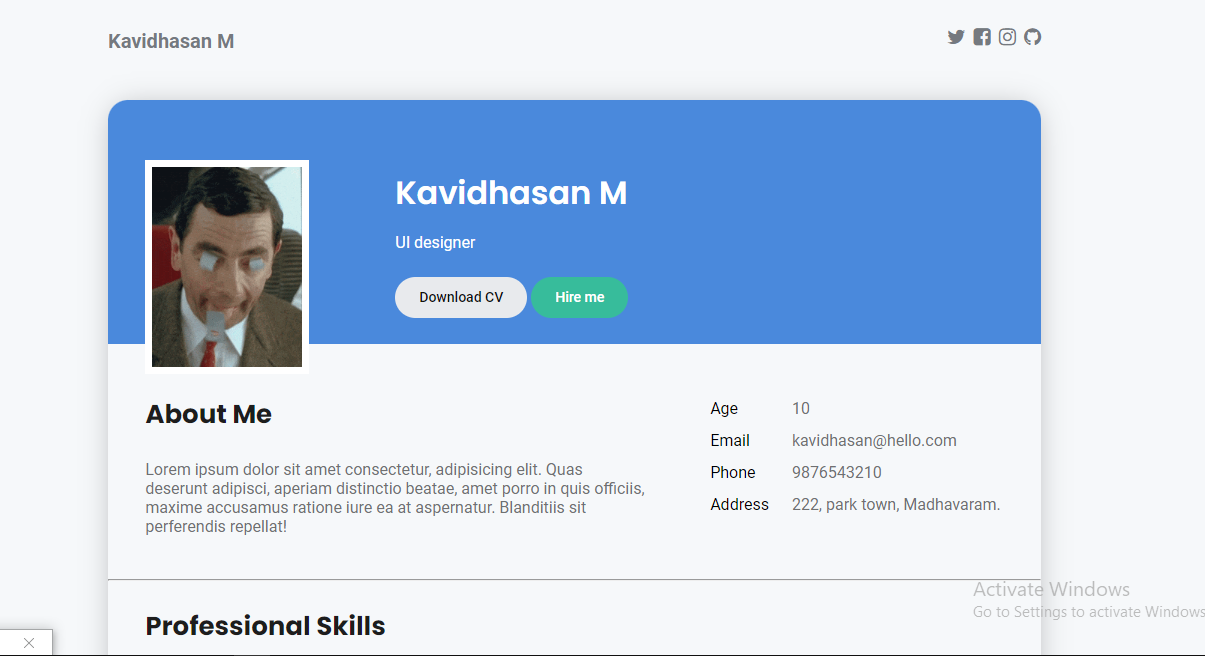 Kavidhasan M
Kavidhasan M
UI designer
Download CV
Hire me
About Me
Lorem ipsum dolor sit amet consectetur, adipisicing elit. Quas
deserunt adipisci, aperiam distinctio beatae, amet porro in quis officiis,
maxime accusamus ratione iure ea at aspernatur. Blanditiis sit
perferendis repellat!
Age 10
Email kavidhasan@hello.com
Phone 9876543210
Address 222, park town, Madhavaram.
Professional Skills
Activate Windows
Go to Settings to activate Windows